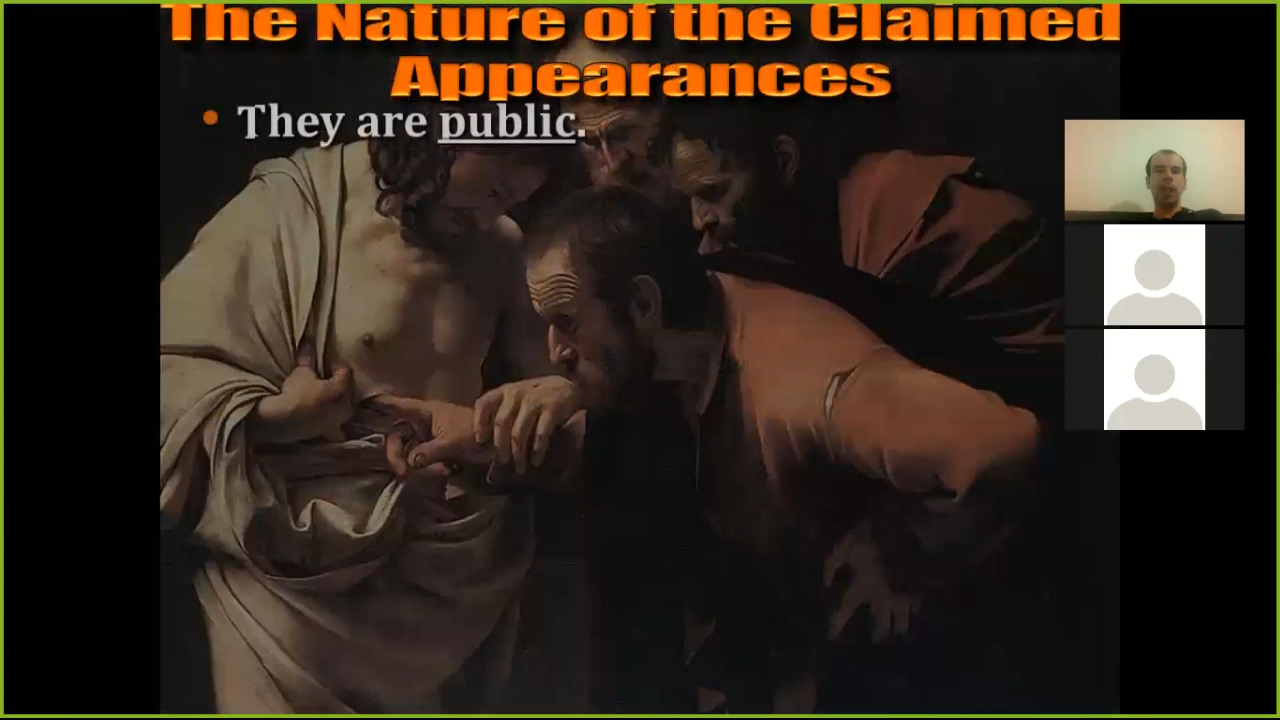 The Nature of the Claimed
Appearances
• They are public.